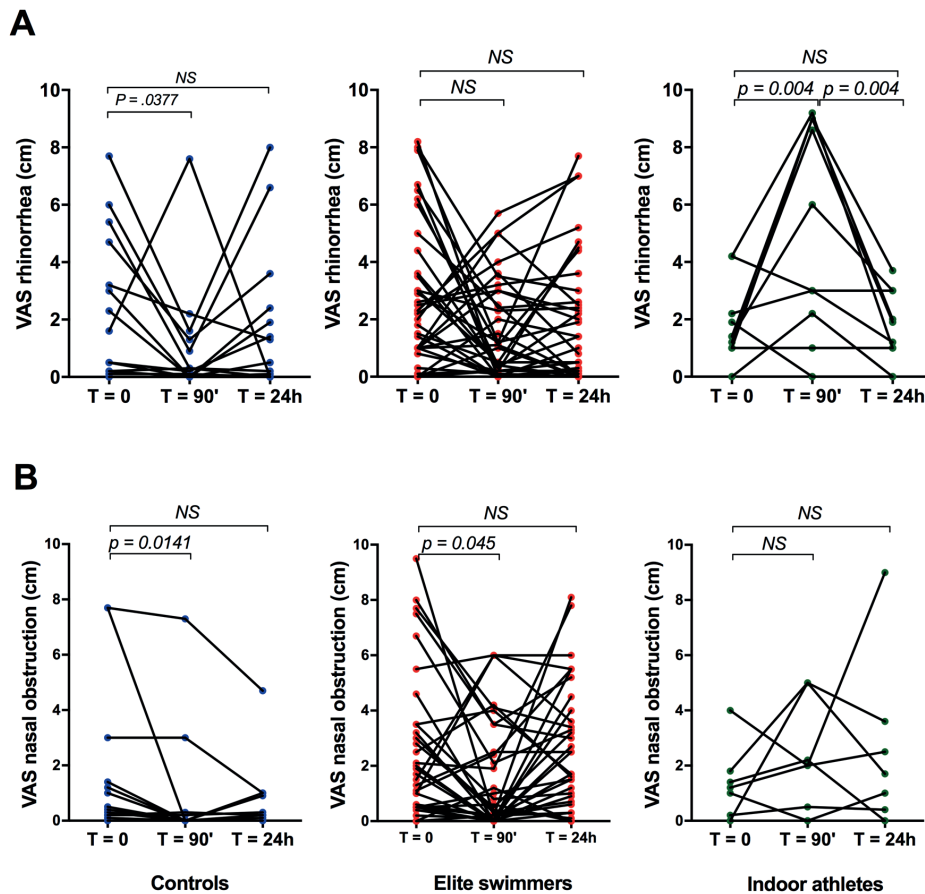 A
NS
P = .0377
VAS rhinorrhea (cm)
10
8
6
4
2
0
T = 0 T = 90' T = 24h
NS
NS
VAS rhinorrhea (cm)
10
8
6
4
2
0
T = 0 T = 90' T = 24h
NS
p = 0.004 p = 0.004
VAS rhinorrhea (cm)
10
8
6
4
2
0
T = 0 T = 90' T = 24h
B
NS
p = 0.0141
VAS nasal obstruction (cm)
10
8
6
4
2
0
T = 0 T = 90' T = 24h
Controls
NS
p = 0.045
VAS nasal obstruction (cm)
10
8
6
4
2
0
T = 0 T = 90' T = 24h
Elite swimmers
NS
NS
VAS nasal obstruction (cm)
10
8
6
4
2
0
T = 0 T = 90' T = 24h
Indoor athletes